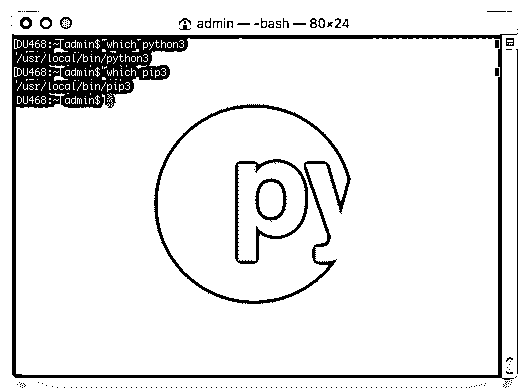 admin — -bash — 80×24
DU468:~ admin$ which python3
/usr/local/bin/python3
DU468:~ admin$ which pip3
/usr/local/bin/pip3
DU468:~ admin$
py